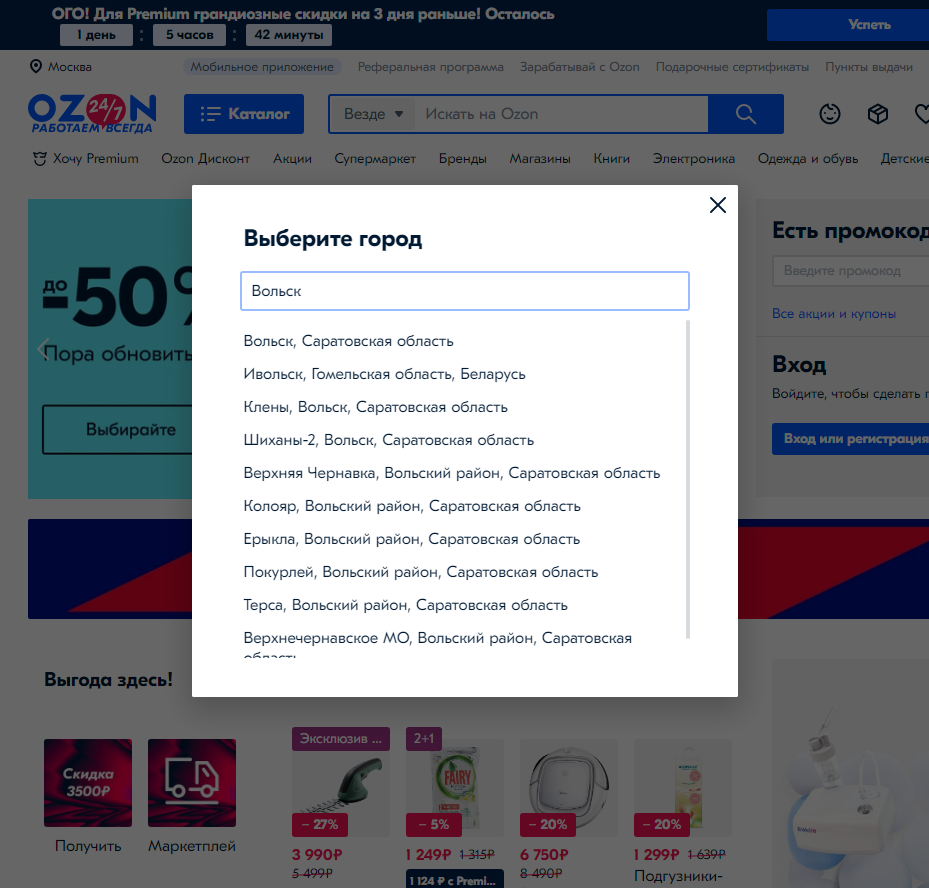 ОГО! Для Premium грандиозные скидки на 3 дня раньше! Осталось
1 день : 5 часов : 42 минуты
Успеть
Москва Мобильное приложение Реферальная программа Зарабатывай с Ozon Подарочные сертификаты Пункты выдачи
OZON 24/7
РАБОТАЕМ ВСЕГДА
Каталог Везде Искать на Ozon
Хочу Premium Ozon Дисконт Акции Супермаркет Бренды Магазины Книги Электроника Одежда и обувь Детские
до
-50%
Пора обновить
Выбирайте
Выберите город
Вольск
Вольск, Саратовская область
Ивольск, Гомельская область, Беларусь
Клены, Вольск, Саратовская область
Шиханы-2, Вольск, Саратовская область
Верхняя Чернавка, Вольский район, Саратовская область
Колояр, Вольский район, Саратовская область
Ерыкла, Вольский район, Саратовская область
Покурлей, Вольский район, Саратовская область
Терса, Вольский район, Саратовская область
Верхнечернавское МО, Вольский район, Саратовская
область
Есть промокод
Введите промокод
Все акции и купоны
Вход
Войдите, чтобы сделать
Вход или регистрация
Выгода здесь!
Скидка
3500₽
Получить
Маркетплей
Эксклюзив ...
– 27%
3 990₽
5 499₽
2+1
FAIRY
– 5%
1 249₽ 1 315₽
1 124 ₽ с Premi...
– 20%
6 750₽
8 490₽
– 20%
1 299₽ 1 639₽
Подгузники-